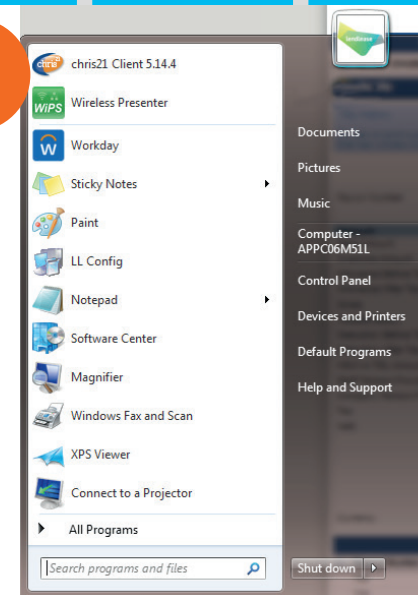 chris21 Client 5.14.4
WiPS
Wireless Presenter
Workday
Sticky Notes
Paint
LL Config
Notepad
Software Center
Magnifier
Windows Fax and Scan
XPS Viewer
Connect to a Projector
All Programs
Search programs and files
Documents
Pictures
Music
Computer -
APPC06M51L
Control Panel
Devices and Printers
Default Programs
Help and Support
Shut down